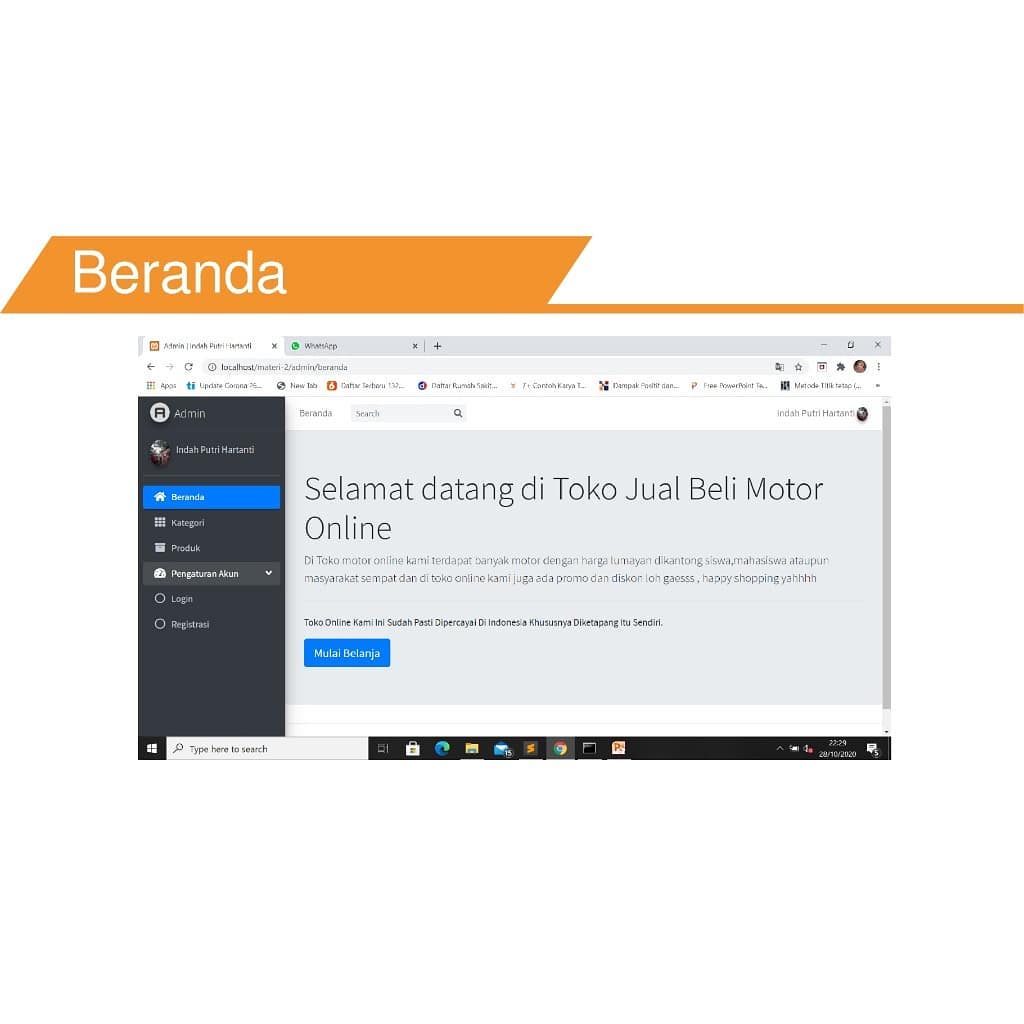 Beranda
Admin | Indah Putri Hartanti
WhatsApp
localhost/materi-2/admin/beranda
Apps
Update Corona 26...
New Tab
Daftar Terbaru 132...
Daftar Rumah Sakit...
7+ Contoh Karya T...
Dampak Positif dan...
Free PowerPoint Te...
Metode Titik tetap (...
»
Admin
Beranda
Search
Indah Putri Hartanti
Indah Putri Hartanti
Beranda
Kategori
Produk
Pengaturan Akun
Login
Registrasi
Selamat datang di Toko Jual Beli Motor
Online
Di Toko motor online kami terdapat banyak motor dengan harga lumayan dikantong siswa,mahasiswa ataupun
masyarakat sempat dan di toko online kami juga ada promo dan diskon loh gaesss , happy shopping yahhhh
Toko Online Kami Ini Sudah Pasti Dipercayai Di Indonesia Khususnya Diketapang Itu Sendiri.
Mulai Belanja
Type here to search
15
22:29
28/10/2020
5